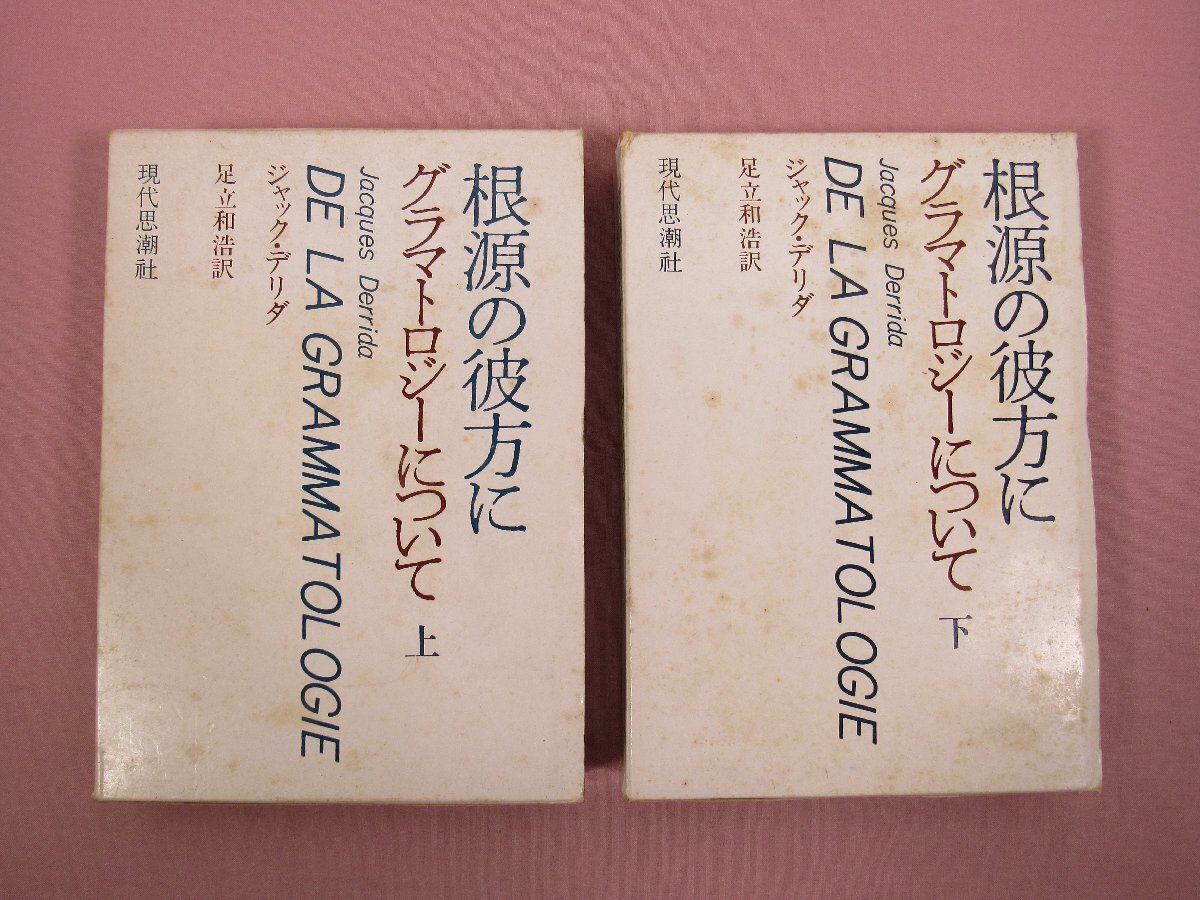 根源の彼方に
グラマトロジーについて 上
Jacques Derrida
DE LA GRAMMATOLOGIE
ジャック・デリダ
足立和浩訳
現代思潮社
根源の彼方に
グラマトロジーについて 下
Jacques Derrida
DE LA GRAMMATOLOGIE
ジャック・デリダ
足立和浩訳
現代思潮社